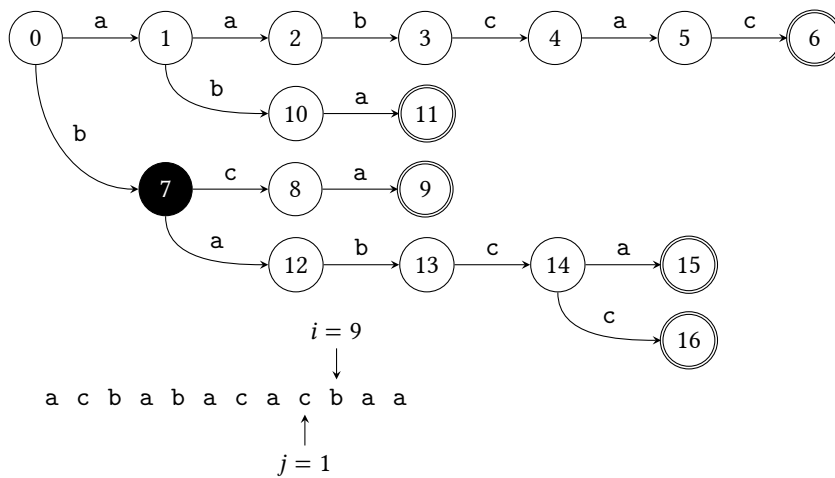 0 a 1 a 2 b 3 c 4 a 5 c 6
b 10 a 11
b
7 c 8 a 9
a 12 b 13 c 14 a 15
c 16
i = 9
a c b a b a c a c b a a
j = 1